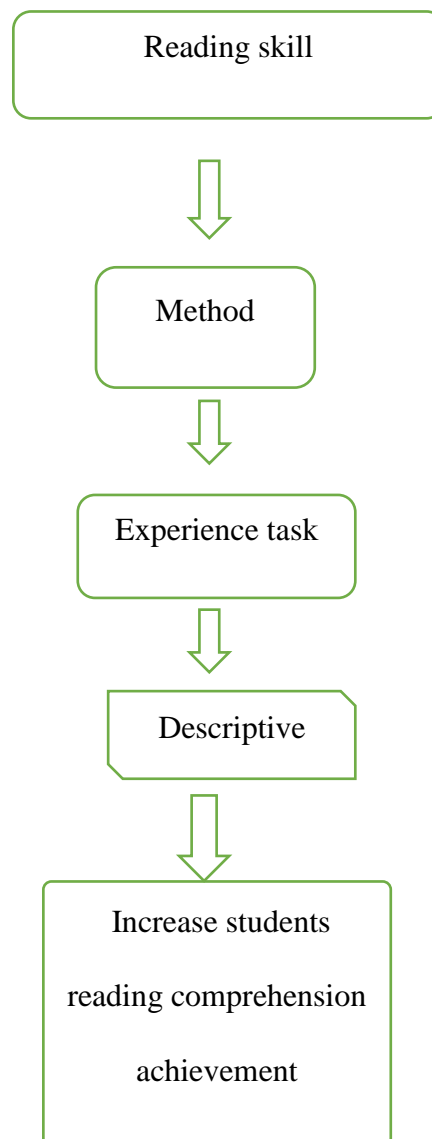 Reading skill
Method
Experience task
Descriptive
Increase students
reading comprehension
achievement